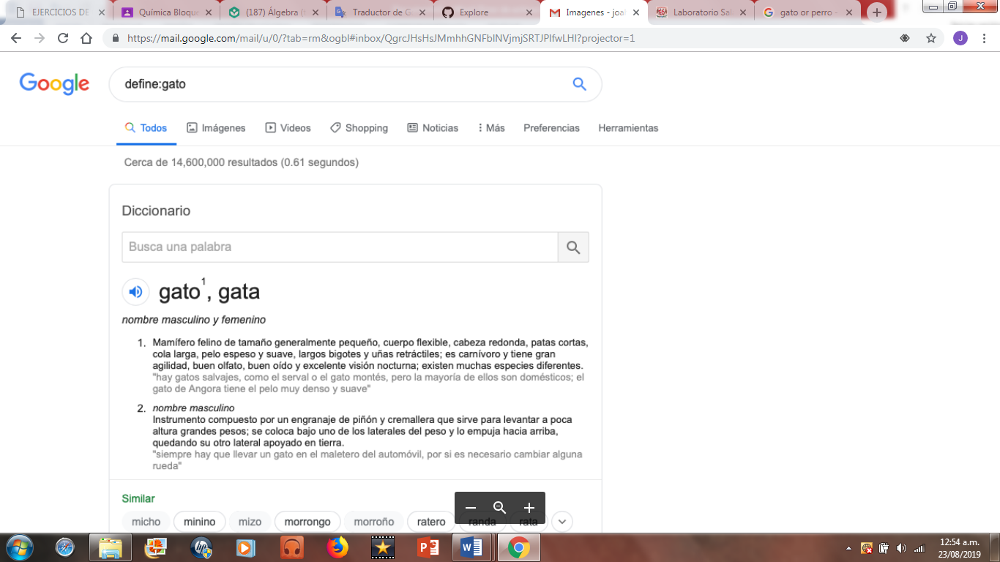 EJERCICIOS DE
Química Bloque
(187) Álgebra (t
Traductor de G
Explore
Imagenes - joal
Laboratorio Sal
gato or perro -
https://mail.google.com/mail/u/0/?tab=rm&ogbl#inbox/QgrcJHsHsJMmhhGNFblNVjmjSRTJPlfwLHl?projector=1
J
Google
define:gato
Todos
Imágenes
Videos
Shopping
Noticias
Más
Preferencias
Herramientas
Cerca de 14,600,000 resultados (0.61 segundos)
Diccionario
Busca una palabra
gato1, gata
nombre masculino y femenino
1. Mamífero felino de tamaño generalmente pequeño, cuerpo flexible, cabeza redonda, patas cortas,
cola larga, pelo espeso y suave, largos bigotes y uñas retráctiles; es carnívoro y tiene gran
agilidad, buen olfato, buen oído y excelente visión nocturna; existen muchas especies diferentes.
"hay gatos salvajes, como el serval o el gato montés, pero la mayoría de ellos son domésticos; el
gato de Angora tiene el pelo muy denso y suave"
2. nombre masculino
Instrumento compuesto por un engranaje de piñón y cremallera que sirve para levantar a poca
altura grandes pesos; se coloca bajo uno de los laterales del peso y lo empuja hacia arriba,
quedando su otro lateral apoyado en tierra.
"siempre hay que llevar un gato en el maletero del automóvil, por si es necesario cambiar alguna
rueda"
Similar
micho
minino
mizo
morrongo
morroño
ratero
randa
rata
12:54 a.m.
23/08/2019